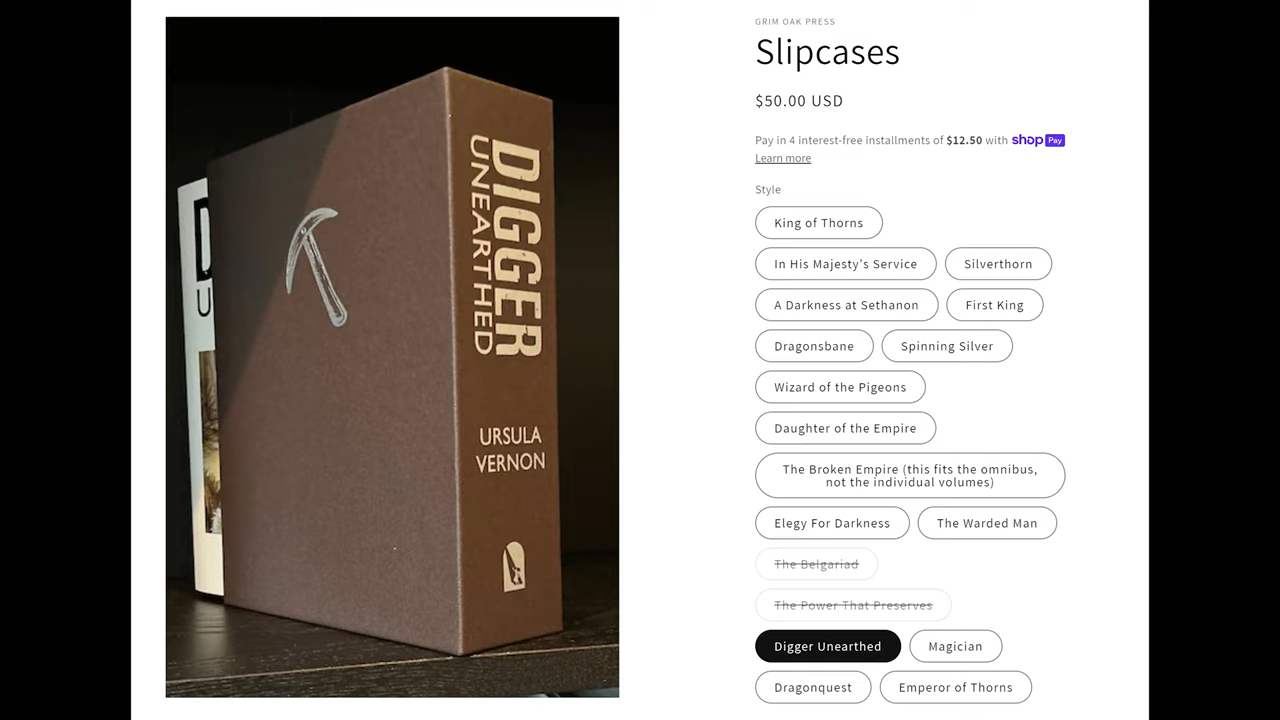 DIGGER
UNEARTHED
URSULA
VERNON
GRIM OAK PRESS
Slipcases
$50.00 USD
Pay in 4 interest-free installments of $12.50 with shop Pay
Learn more
Style
King of Thorns
In His Majesty's Service Silverthorn
A Darkness at Sethanon First King
Dragonsbane Spinning Silver
Wizard of the Pigeons
Daughter of the Empire
The Broken Empire (this fits the omnibus,
not the individual volumes)
Elegy For Darkness The Warded Man
The Belgariad
The Power That Preserves
Digger Unearthed Magician
Dragonquest Emperor of Thorns